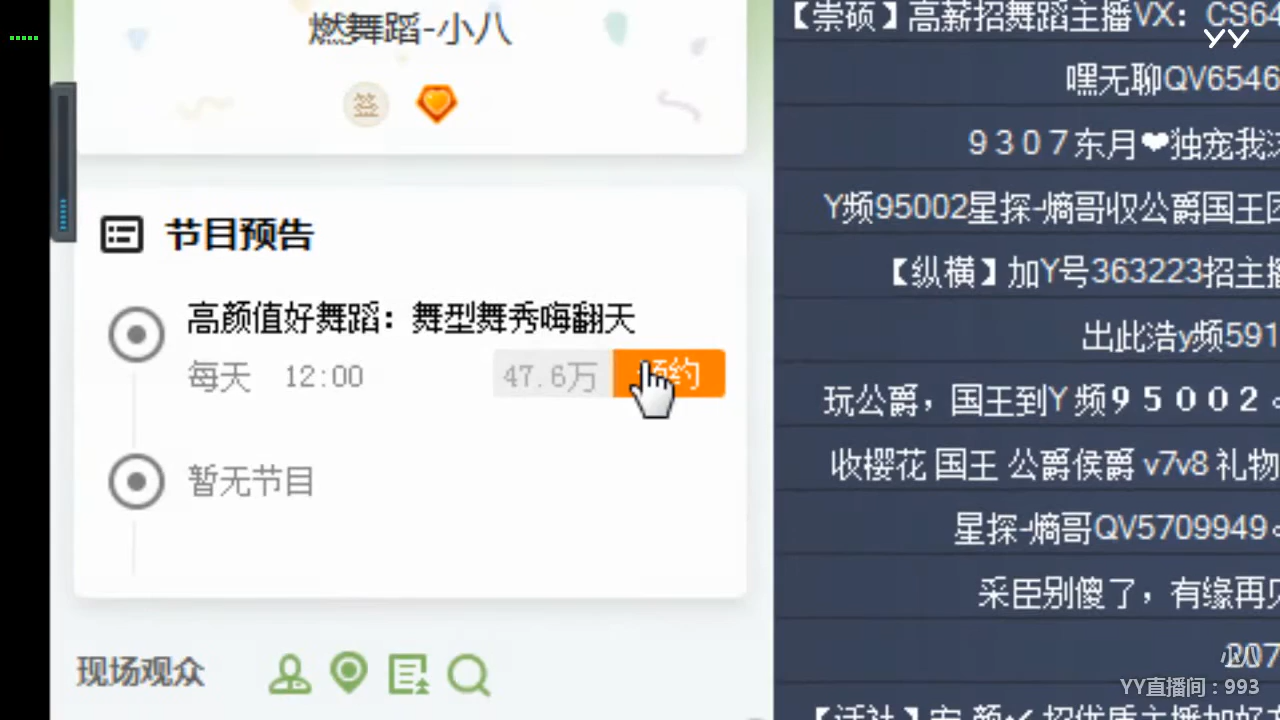 燃舞蹈-小八
签
节目预告
高颜值好舞蹈：舞型舞秀嗨翻天
每天 12:00 47.6万 预约
暂无节目
现场观众
【崇硕】高薪招舞蹈主播VX：CS64
YY
嘿无聊QV6546
9307东月❤独宠我
Y频95002星探-熵哥收公爵国王
【纵横】加Y号363223招主播
出此浩y频591
玩公爵，国王到Y频95002
收樱花 国王 公爵侯爵 v7v8 礼物
星探-熵哥QV5709949
采臣别傻了，有缘再见
小八
YY直播间：993